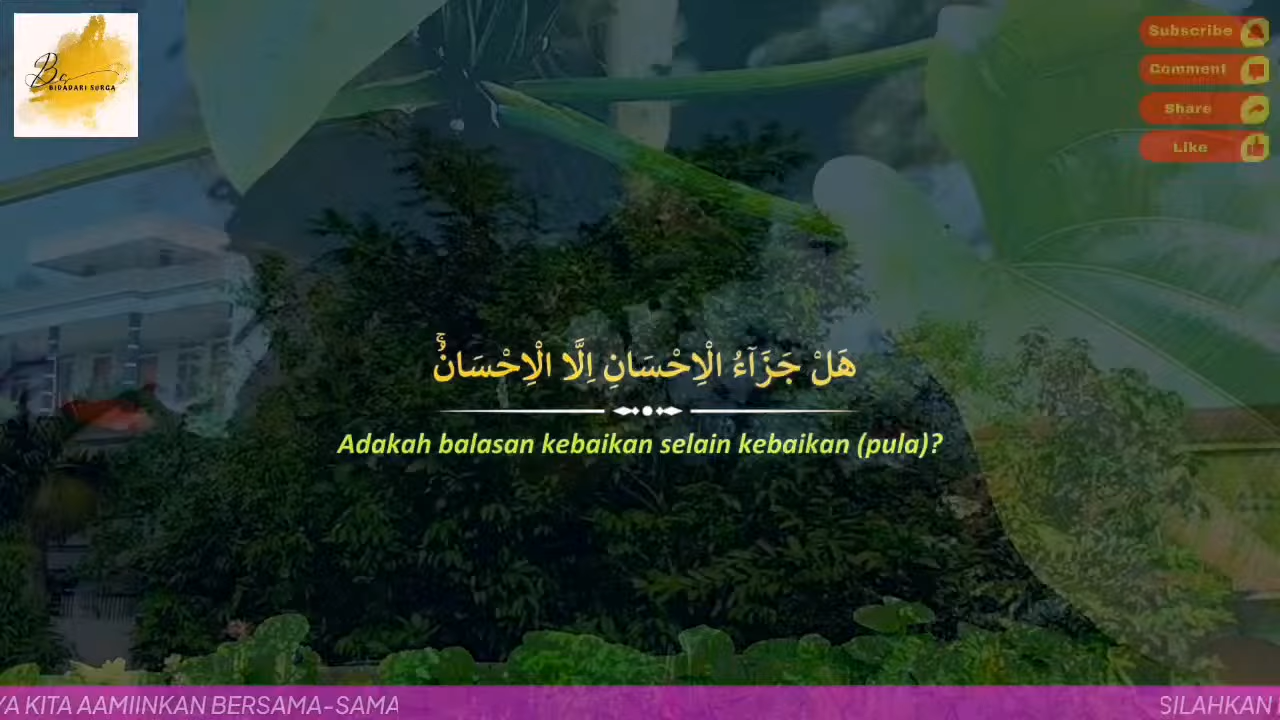 Bs
BIDADARI SURGA
Subscribe
Comment
Share
Like
هَلْ جَزَاۤءُ الْاِحْسَانِ اِلَّا الْاِحْسَانُۚ
Adakah balasan kebaikan selain kebaikan (pula)?
KITA AAMIINKAN BERSAMA-SAMA
SILAHKAN